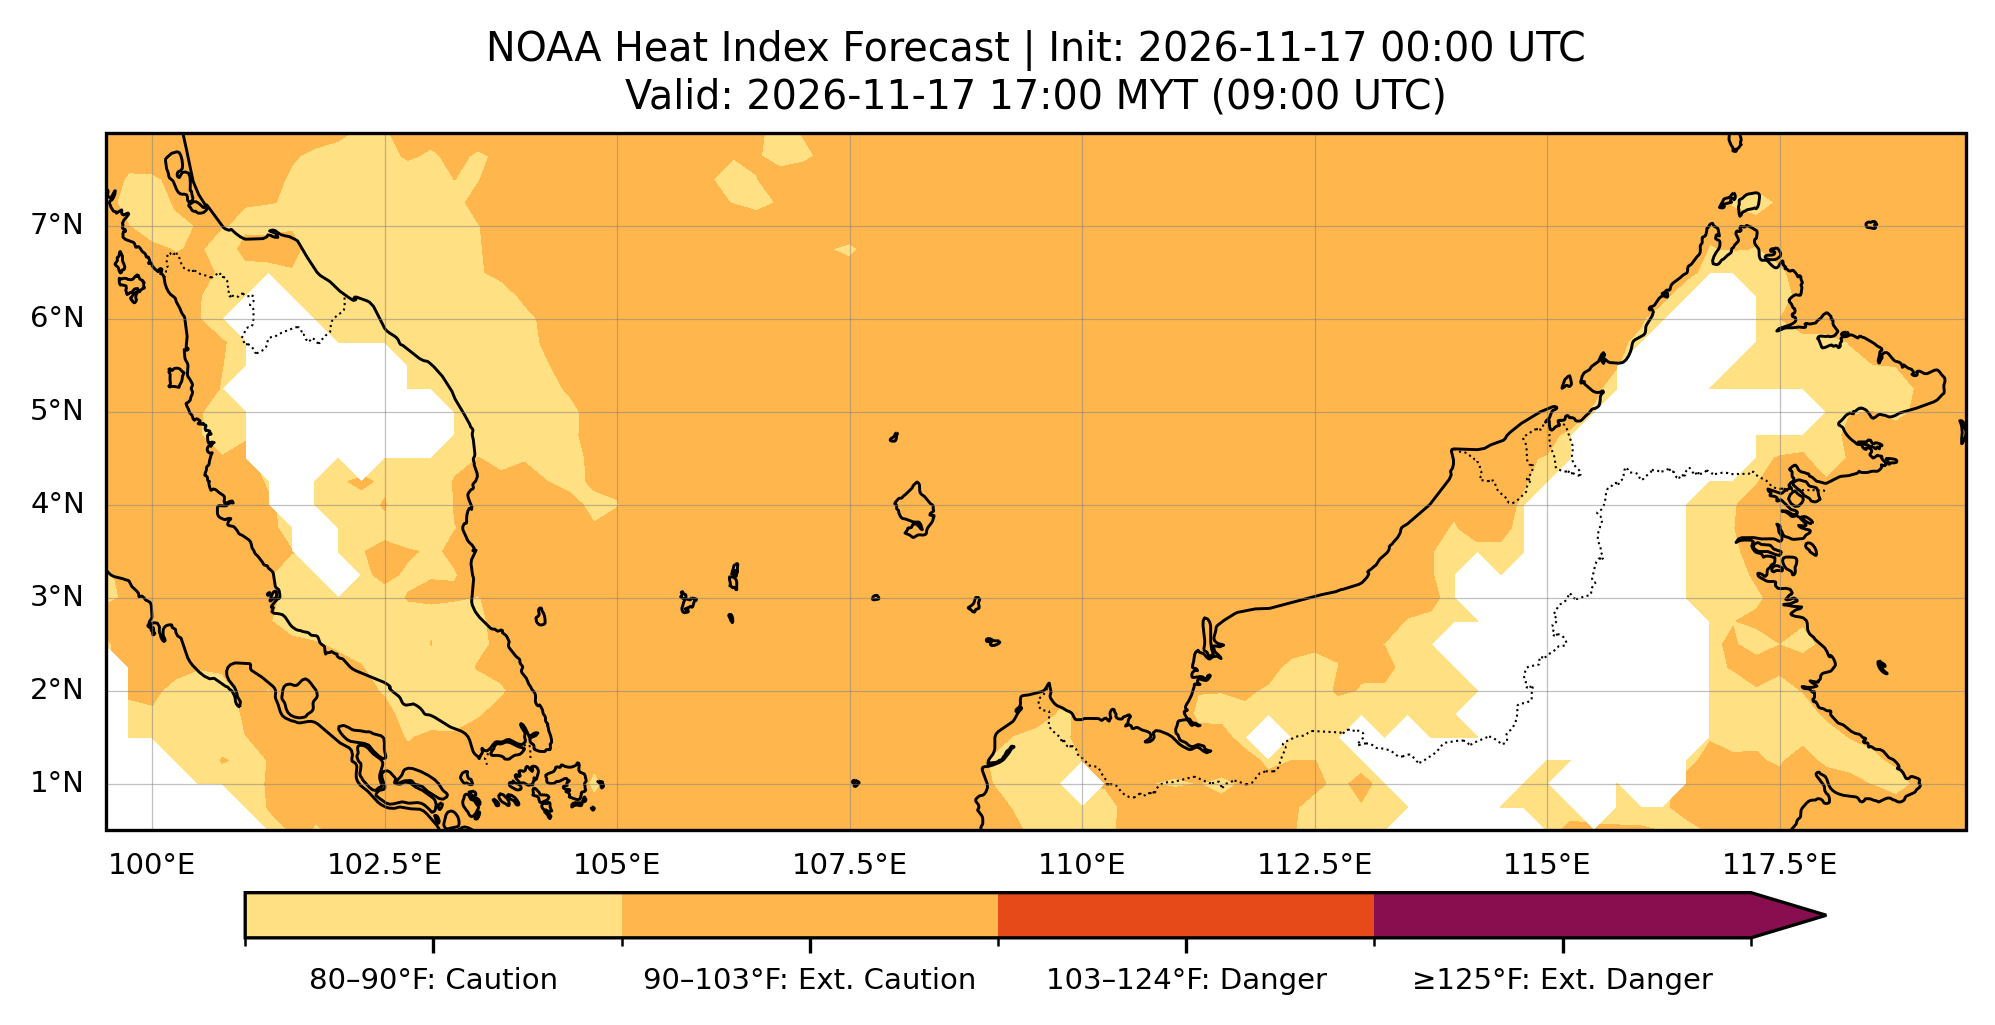 NOAA Heat Index Forecast | Init: 2026-11-17 00:00 UTC
Valid: 2026-11-17 17:00 MYT (09:00 UTC)
7°N
6°N
5°N
4°N
3°N
2°N
1°N
100°E
102.5°E
105°E
107.5°E
110°E
112.5°E
115°E
117.5°E
80–90°F: Caution
90–103°F: Ext. Caution
103–124°F: Danger
≥125°F: Ext. Danger